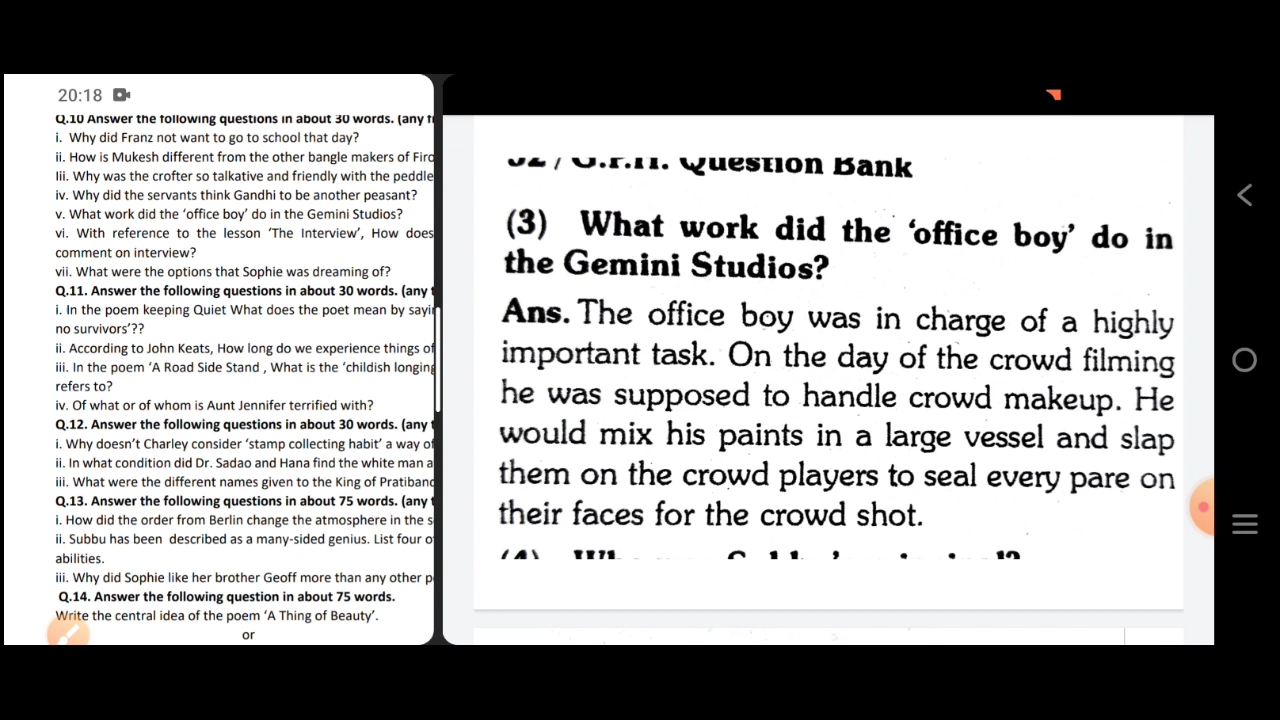 20:18
Q.10 Answer the following questions in about 30 words. (any
i. Why did Franz not want to go to school that day?
ii. How is Mukesh different from the other bangle makers of
Iii. Why was the crofter so talkative and friendly with the peddle
iv. Why did the servants think Gandhi to be another peasant?
v. What work did the ‘office boy’ do in the Gemini Studios?
vi. With reference to the lesson ‘The Interview’, How does
comment on interview?
vii. What were the options that Sophie was dreaming of?
Q.11. Answer the following questions in about 30 words. (any
i. In the poem keeping Quiet What does the poet mean by
no survivors’??
ii. According to John Keats, How long do we experience things of
iii. In the poem ‘A Road Side Stand , What is the ‘childish longing
refers to?
iv. Of what or of whom is Aunt Jennifer terrified with?
Q.12. Answer the following questions in about 30 words. (any
i. Why doesn’t Charley consider ‘stamp collecting habit’ a way of
ii. In what condition did Dr. Sadao and Hana find the white man a
iii. What were the different names given to the King of
Q.13. Answer the following questions in about 75 words. (any
i. How did the order from Berlin change the atmosphere in the s
ii. Subbu has been described as a many-sided genius. List four
abilities.
iii. Why did Sophie like her brother Geoff more than any other
Q.14. Answer the following question in about 75 words.
Write the central idea of the poem ‘A Thing of Beauty’.
or
Question Bank
(3) What work did the ‘office boy’ do in
the Gemini Studios?
Ans. The office boy was in charge of a highly
important task. On the day of the crowd filming
he was supposed to handle crowd makeup. He
would mix his paints in a large vessel and slap
them on the crowd players to seal every pare on
their faces for the crowd shot.